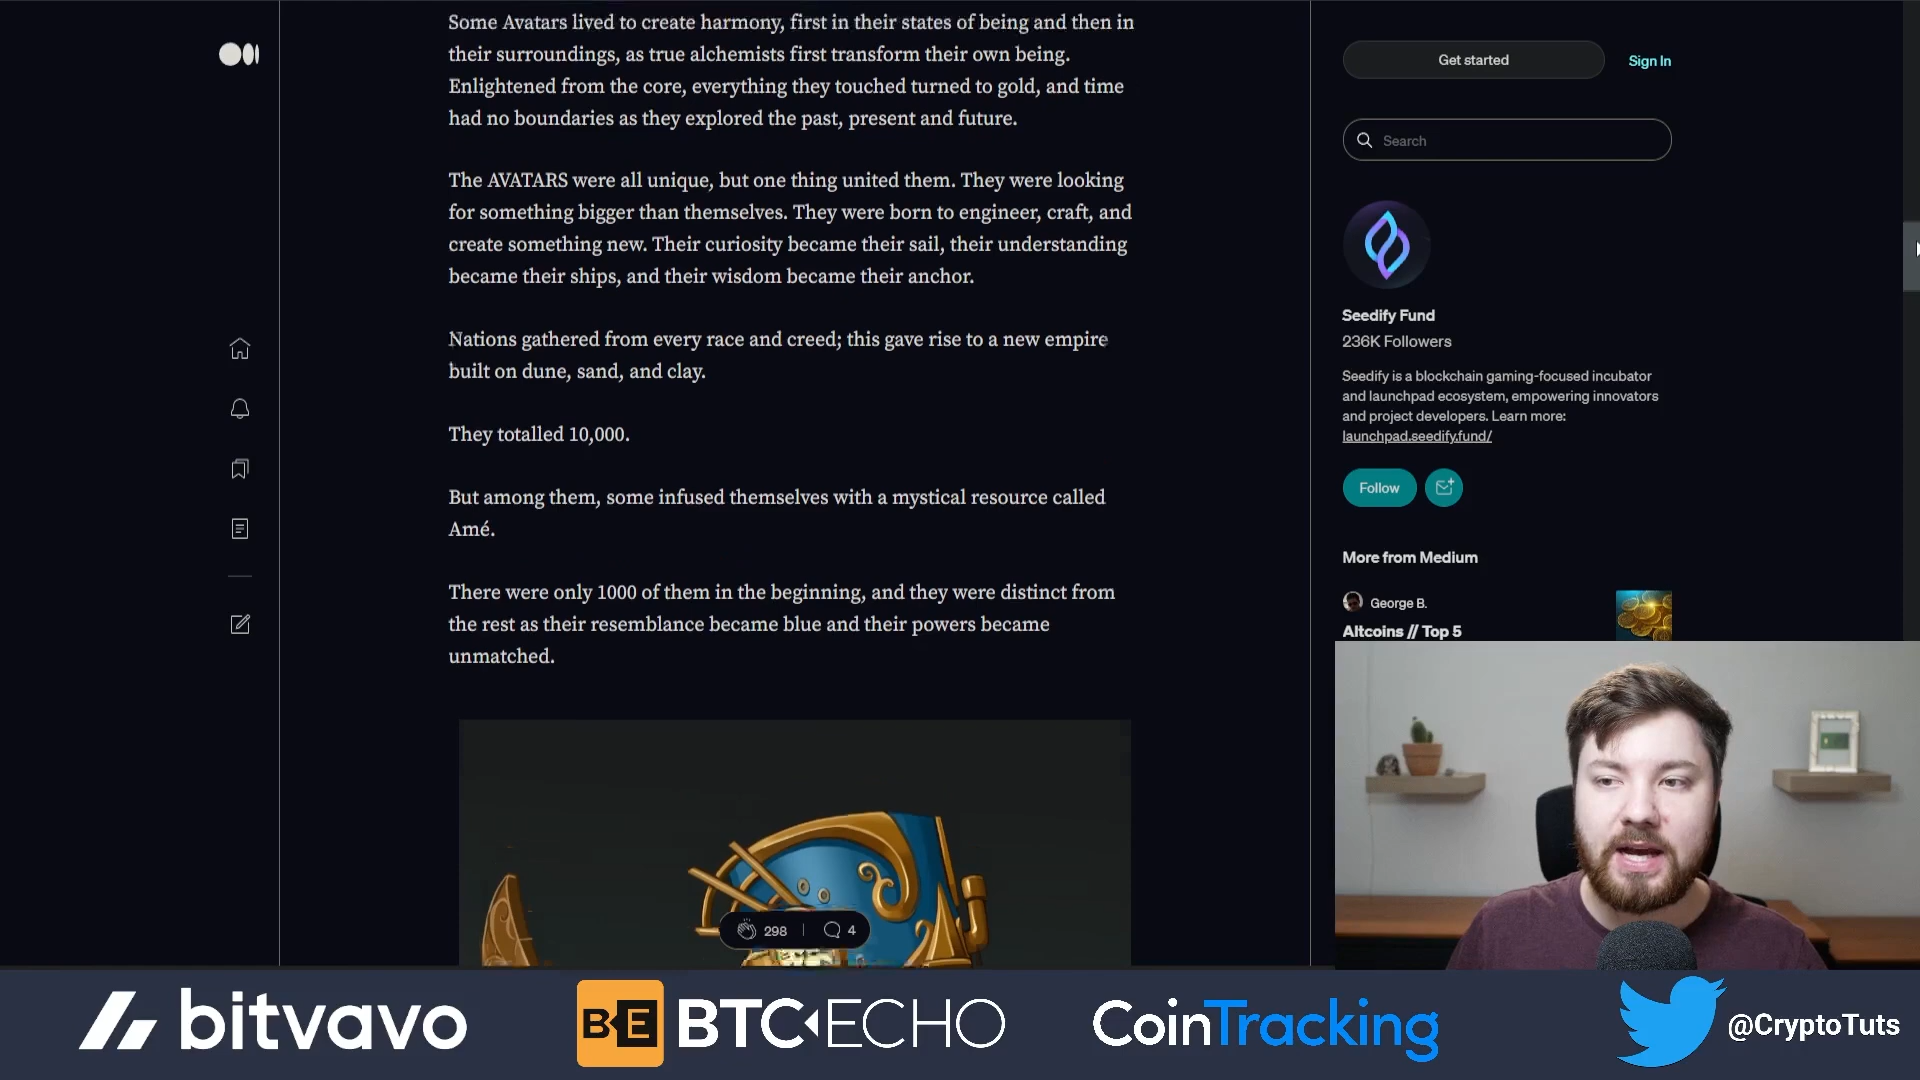 Some Avatars lived to create harmony, first in their states of being and then in
their surroundings, as true alchemists first transform their own being.
Enlightened from the core, everything they touched turned to gold, and time
had no boundaries as they explored the past, present and future.
The AVATARS were all unique, but one thing united them. They were looking
for something bigger than themselves. They were born to engineer, craft, and
create something new. Their curiosity became their sail, their understanding
became their ships, and their wisdom became their anchor.
Nations gathered from every race and creed; this gave rise to a new empire
built on dune, sand, and clay.
They totalled 10,000.
But among them, some infused themselves with a mystical resource called
Amé.
There were only 1000 of them in the beginning, and they were distinct from
the rest as their resemblance became blue and their powers became
unmatched.
298
4
Get started
Sign In
Search
Seedify Fund
236K Followers
Seedify is a blockchain gaming-focused incubator
and launchpad ecosystem, empowering innovators
and project developers. Learn more:
launchpad.seedify.fund/
Follow
More from Medium
George B.
Altcoins // Top 5
bitvavo
BE BTC ECHO
CoinTracking
@CryptoTuts